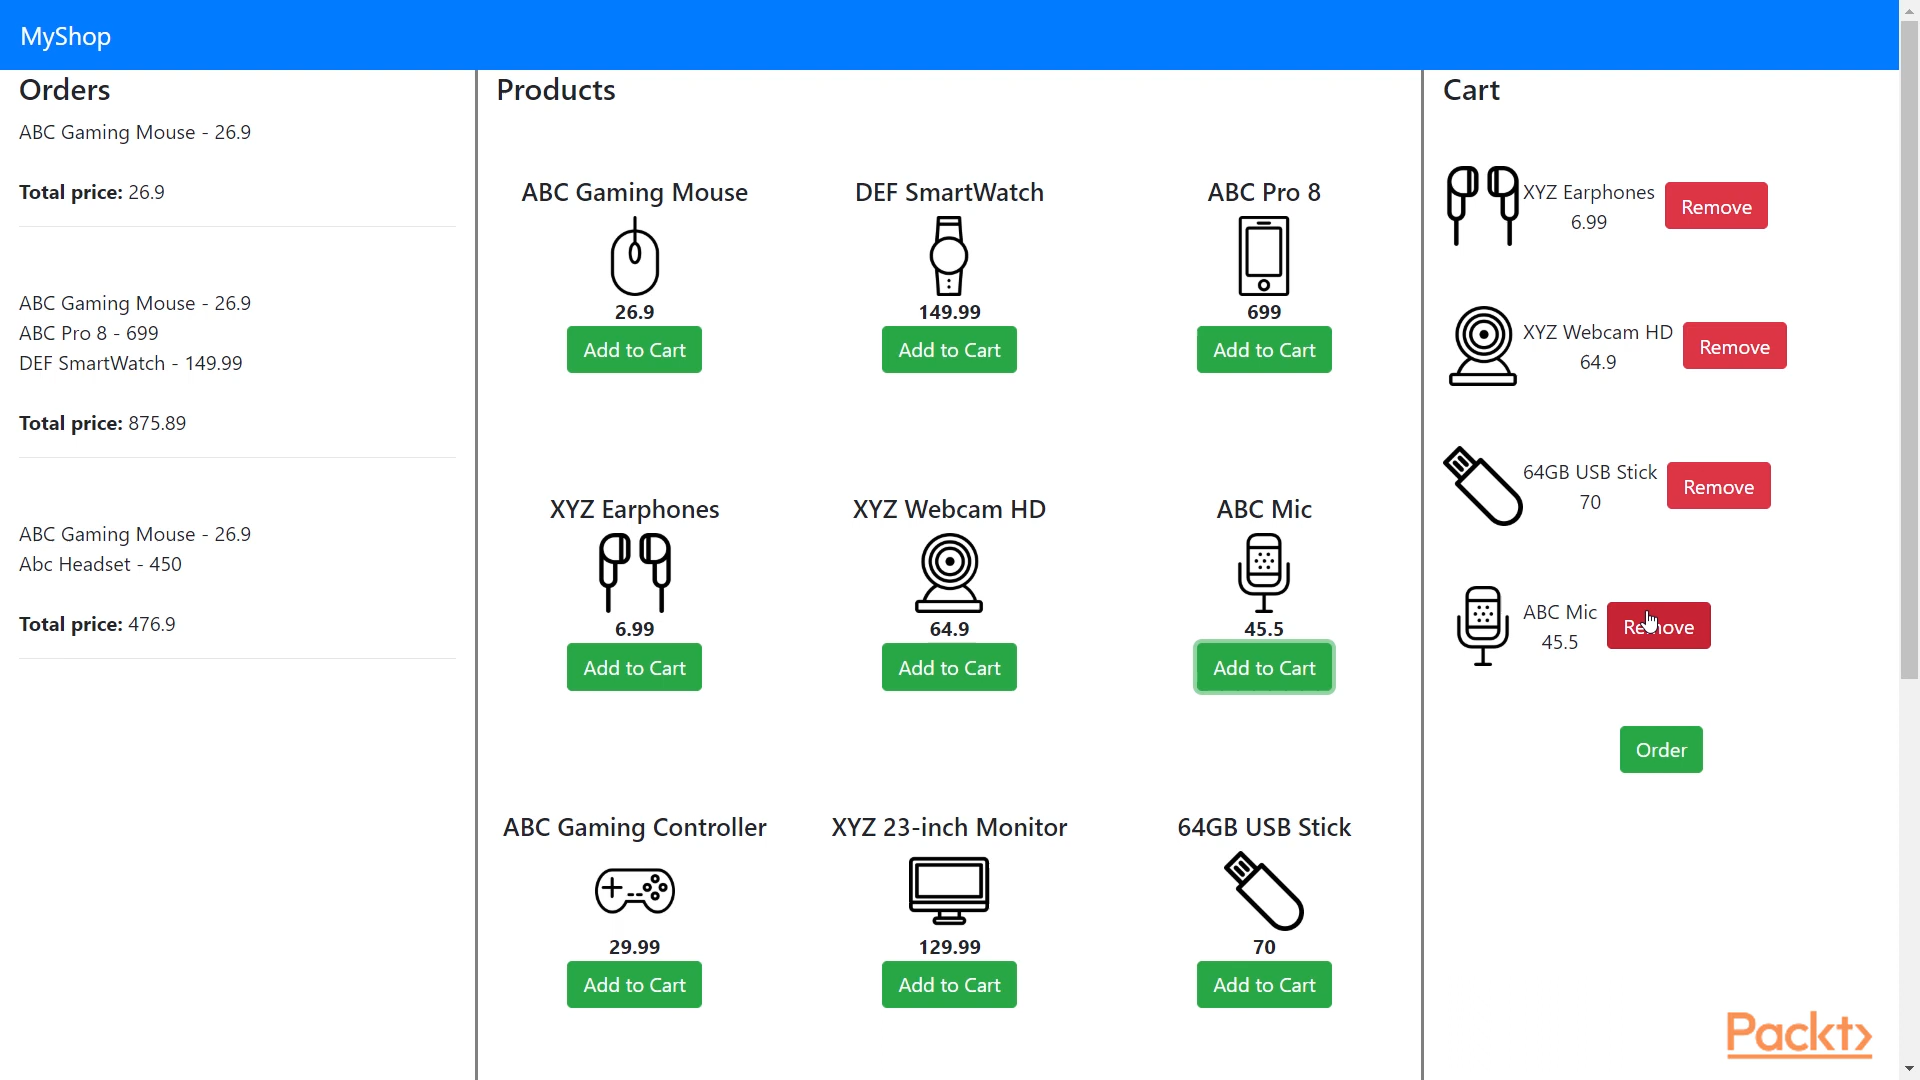 MyShop
Orders
ABC Gaming Mouse - 26.9
Total price: 26.9
ABC Gaming Mouse - 26.9
ABC Pro 8 - 699
DEF SmartWatch - 149.99
Total price: 875.89
ABC Gaming Mouse - 26.9
Abc Headset - 450
Total price: 476.9
Products
ABC Gaming Mouse
26.9
Add to Cart
DEF SmartWatch
149.99
Add to Cart
ABC Pro 8
699
Add to Cart
XYZ Earphones
6.99
Add to Cart
XYZ Webcam HD
64.9
Add to Cart
ABC Mic
45.5
Add to Cart
ABC Gaming Controller
29.99
Add to Cart
XYZ 23-inch Monitor
129.99
Add to Cart
64GB USB Stick
70
Add to Cart
Cart
XYZ Earphones
6.99
Remove
XYZ Webcam HD
64.9
Remove
64GB USB Stick
70
Remove
ABC Mic
45.5
Remove
Order
Packt